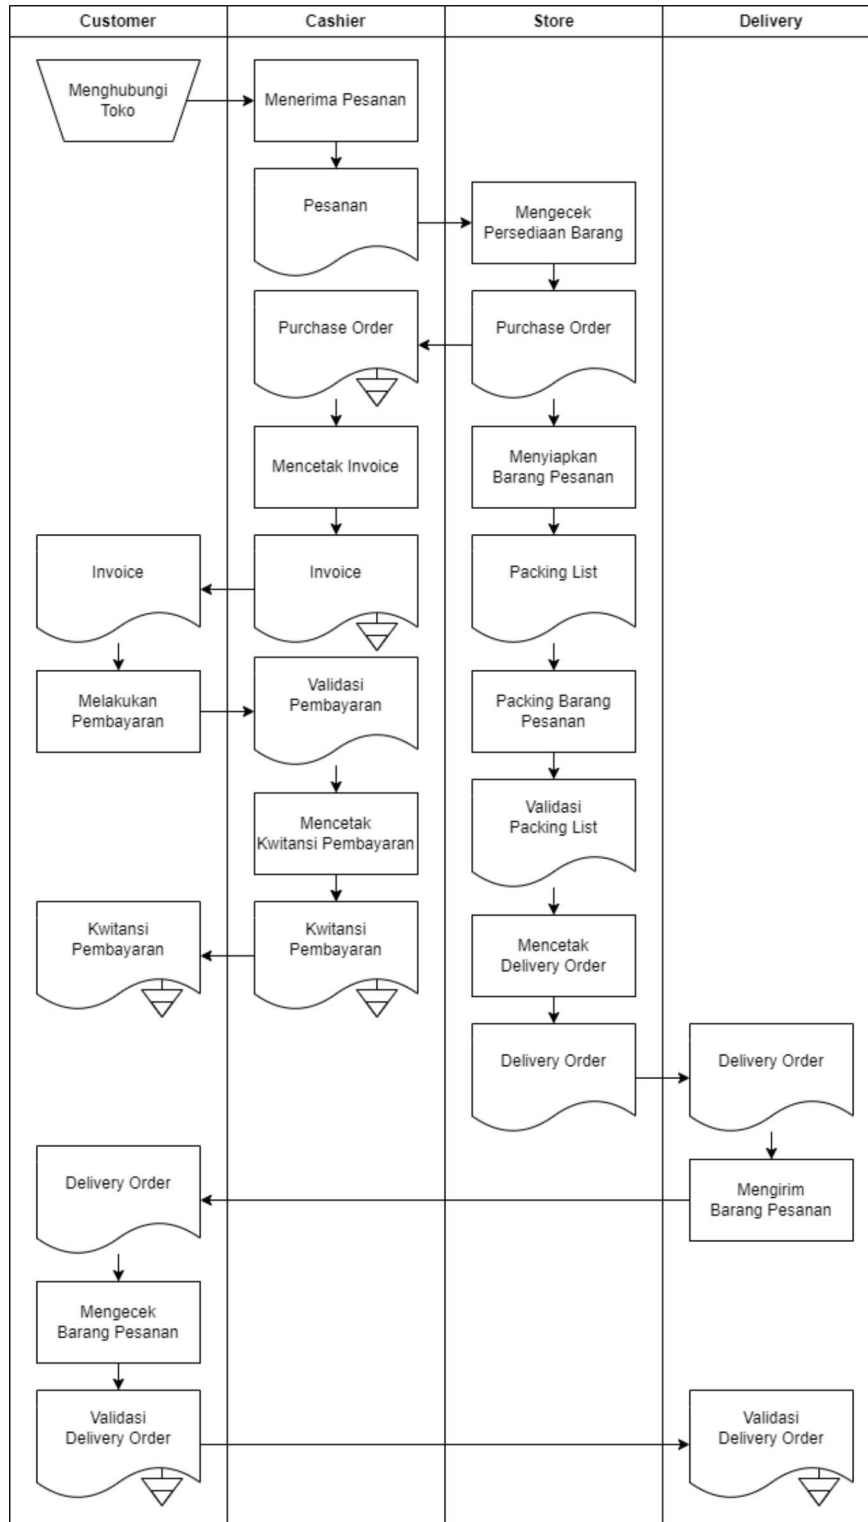 Customer
Cashier
Store
Delivery
Menghubungi
Toko
Menerima Pesanan
Pesanan
Mengecek
Persediaan Barang
Purchase Order
Purchase Order
Mencetak Invoice
Menyiapkan
Barang Pesanan
Invoice
Invoice
Packing List
Melakukan
Pembayaran
Validasi
Pembayaran
Packing Barang
Pesanan
Mencetak
Kwitansi Pembayaran
Validasi
Packing List
Kwitansi
Pembayaran
Kwitansi
Pembayaran
Mencetak
Delivery Order
Delivery Order
Delivery Order
Delivery Order
Mengirim
Barang Pesanan
Mengecek
Barang Pesanan
Validasi
Delivery Order
Validasi
Delivery Order